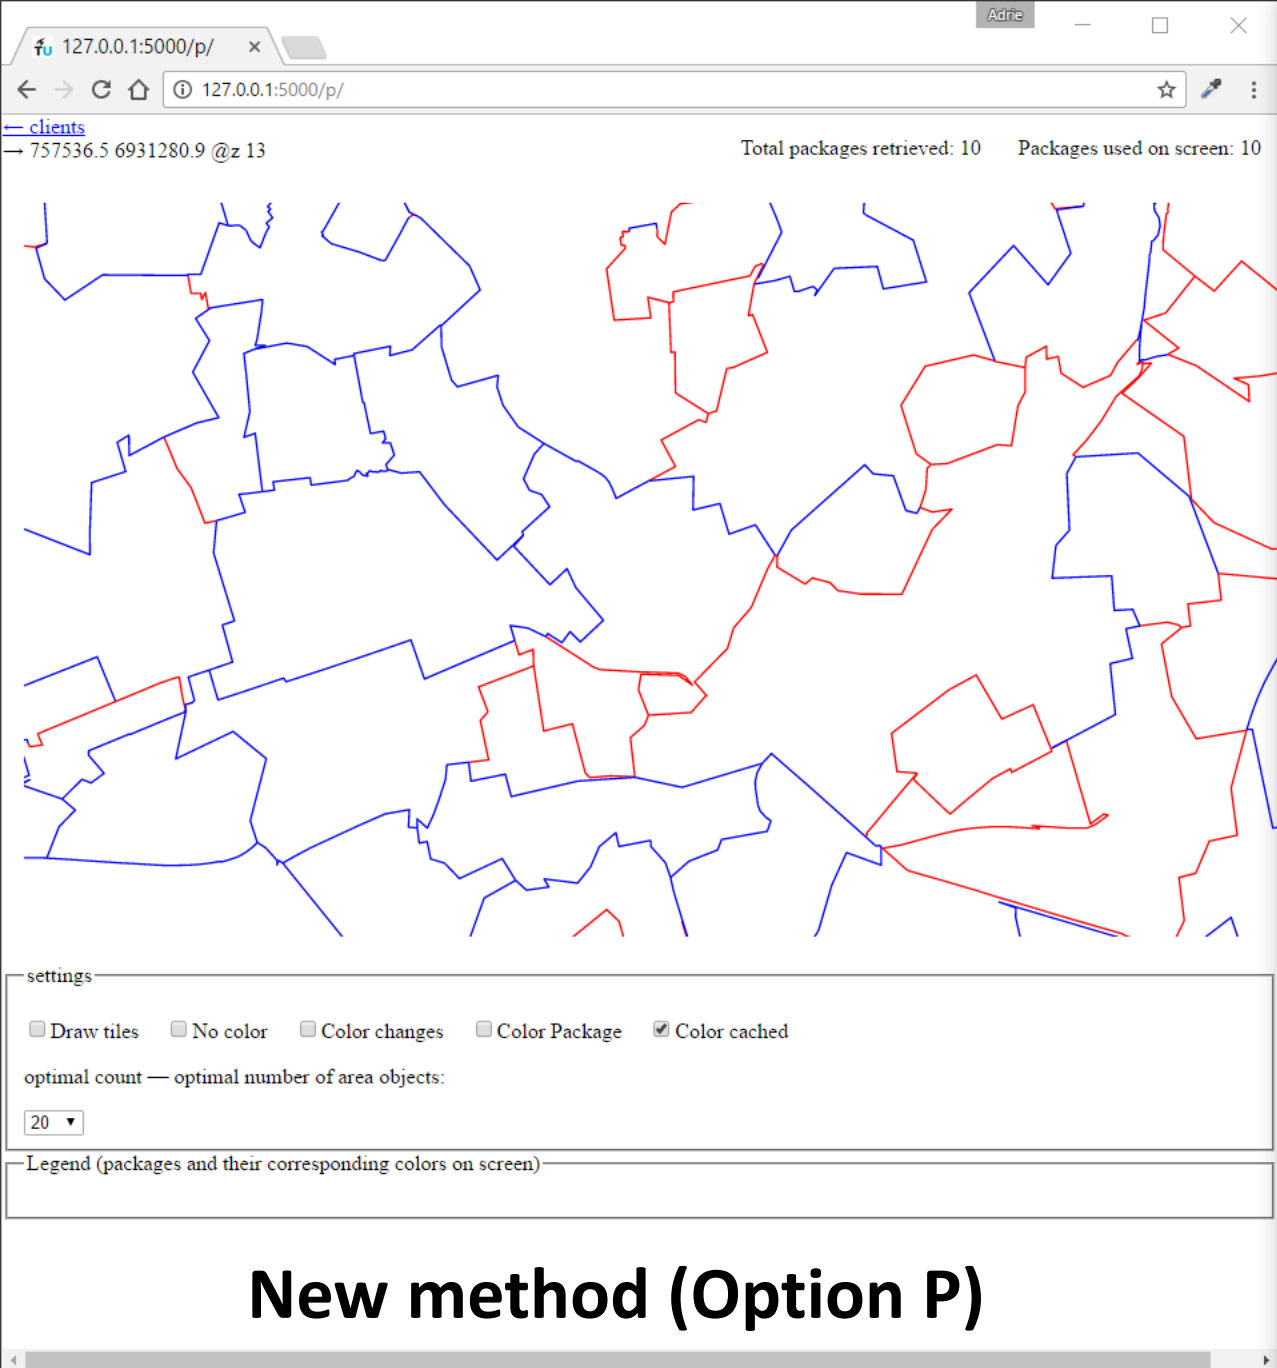 Adrie
127.0.0.1:5000/p/
127.0.0.1:5000/p/
← clients
→ 757536.5 6931280.9 @z 13
Total packages retrieved: 10 Packages used on screen: 10
settings
Draw tiles No color Color changes Color Package Color cached
optimal count — optimal number of area objects:
20
Legend (packages and their corresponding colors on screen)
New method (Option P)